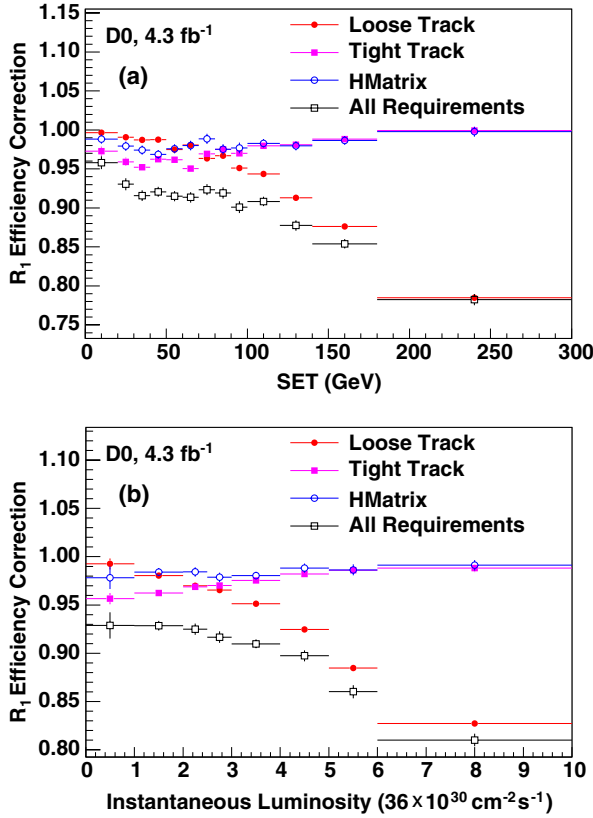 D0, 4.3 fb-1
(a)
Loose Track
Tight Track
HMatrix
All Requirements
R1 Efficiency Correction
1.15
1.10
1.05
1.00
0.95
0.90
0.85
0.80
0.75
0 50 100 150 200 250 300
SET (GeV)
D0, 4.3 fb-1
(b)
Loose Track
Tight Track
HMatrix
All Requirements
R1 Efficiency Correction
1.10
1.05
1.00
0.95
0.90
0.85
0.80
0 1 2 3 4 5 6 7 8 9 10
Instantaneous Luminosity (36 × 10^30 cm-2 s-1)